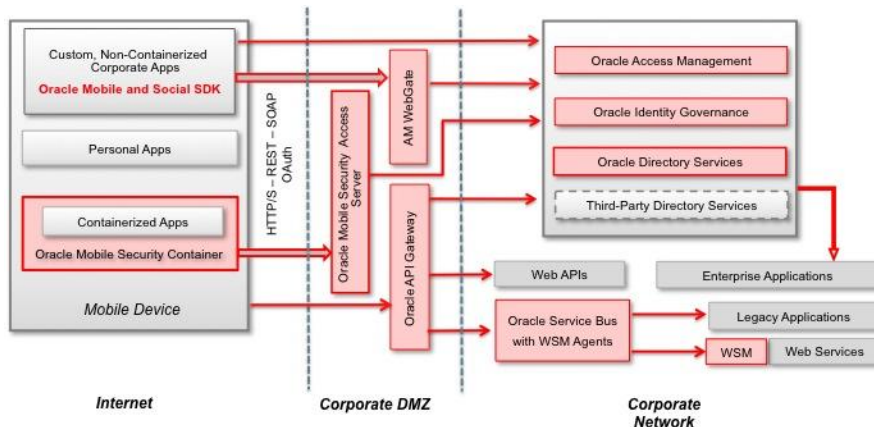 Custom, Non-Containerized
Corporate Apps
Oracle Mobile and Social SDK
Personal Apps
Containerized Apps
Oracle Mobile Security Container
Mobile Device
HTTP/S – REST – SOAP
OAuth
Oracle Mobile Security Access
Server
AM WebGate
Oracle API Gateway
Oracle Access Management
Oracle Identity Governance
Oracle Directory Services
Third-Party Directory Services
Web APIs
Enterprise Applications
Oracle Service Bus
with WSM Agents
Legacy Applications
WSM
Web Services
Internet
Corporate DMZ
Corporate
Network